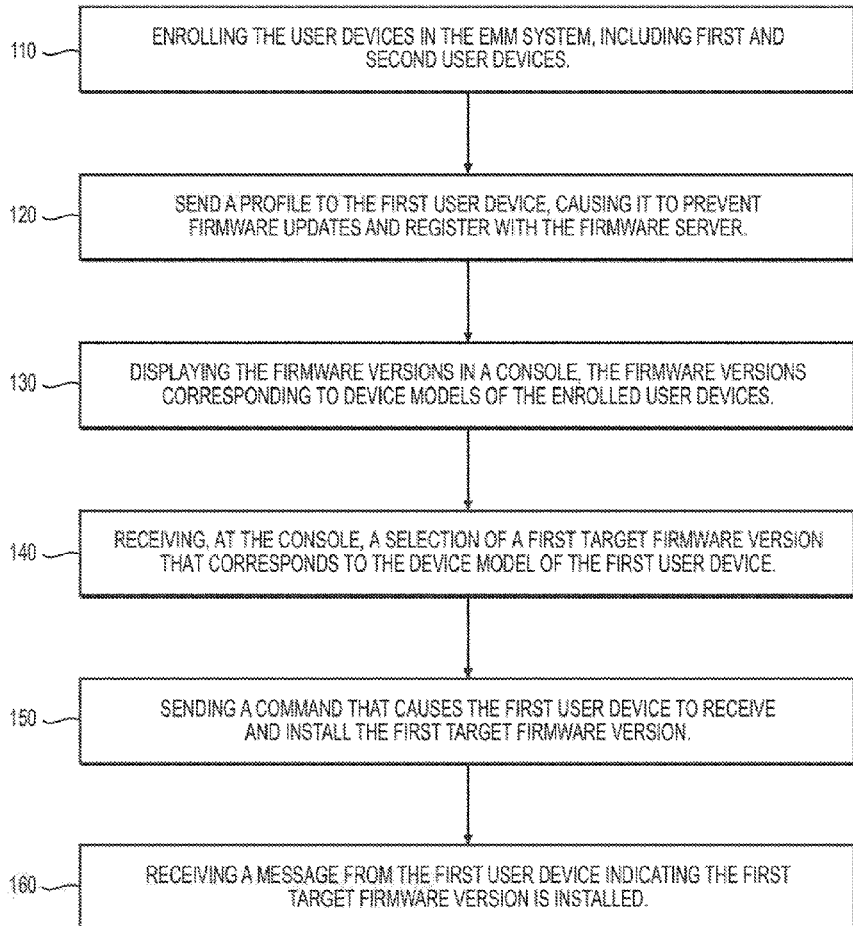 110
ENROLLING THE USER DEVICES IN THE EMM SYSTEM, INCLUDING FIRST AND
SECOND USER DEVICES.
120
SEND A PROFILE TO THE FIRST USER DEVICE, CAUSING IT TO PREVENT
FIRMWARE UPDATES AND REGISTER WITH THE FIRMWARE SERVER.
130
DISPLAYING THE FIRMWARE VERSIONS IN A CONSOLE, THE FIRMWARE VERSIONS
CORRESPONDING TO DEVICE MODELS OF THE ENROLLED USER DEVICES.
140
RECEIVING, AT THE CONSOLE, A SELECTION OF A FIRST TARGET FIRMWARE VERSION
THAT CORRESPONDS TO THE DEVICE MODEL OF THE FIRST USER DEVICE.
150
SENDING A COMMAND THAT CAUSES THE FIRST USER DEVICE TO RECEIVE
AND INSTALL THE FIRST TARGET FIRMWARE VERSION.
160
RECEIVING A MESSAGE FROM THE FIRST USER DEVICE INDICATING THE FIRST
TARGET FIRMWARE VERSION IS INSTALLED.